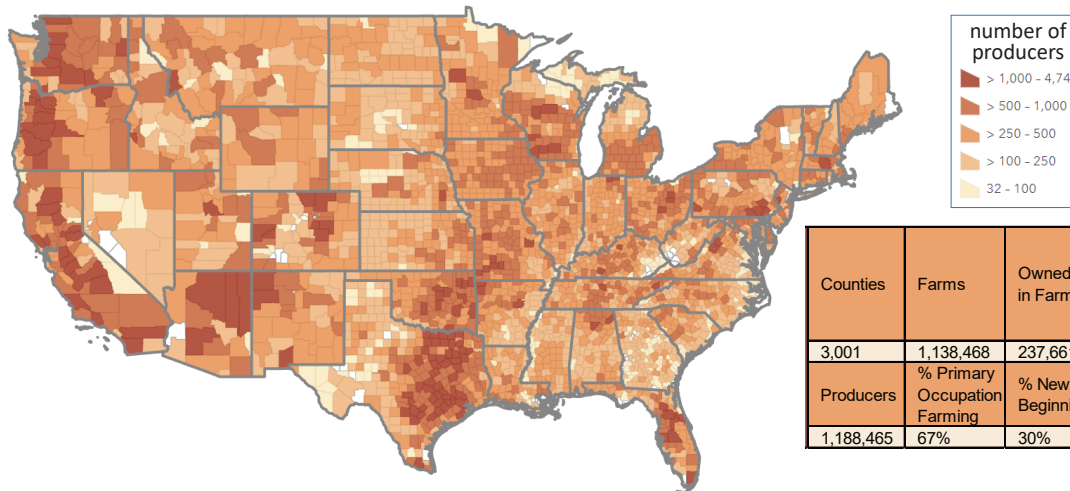 number of
producers
> 1,000 - 4,74
> 500 - 1,000
> 250 - 500
> 100 - 250
32 - 100
Counties
Farms
Owned
in Farm
3,001
1,138,468
237,66
Producers
% Primary
Occupation
Farming
% New
Beginni
1,188,465
67%
30%